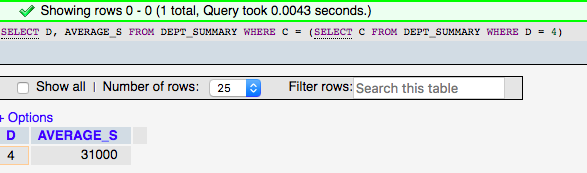 Showing rows 0 - 0 (1 total, Query took 0.0043 seconds.)
SELECT D, AVERAGE_S FROM DEPT_SUMMARY WHERE C = (SELECT C FROM DEPT_SUMMARY WHERE D = 4)
Show all | Number of rows: 25 Filter rows: Search this table
+ Options
D AVERAGE_S
4 31000